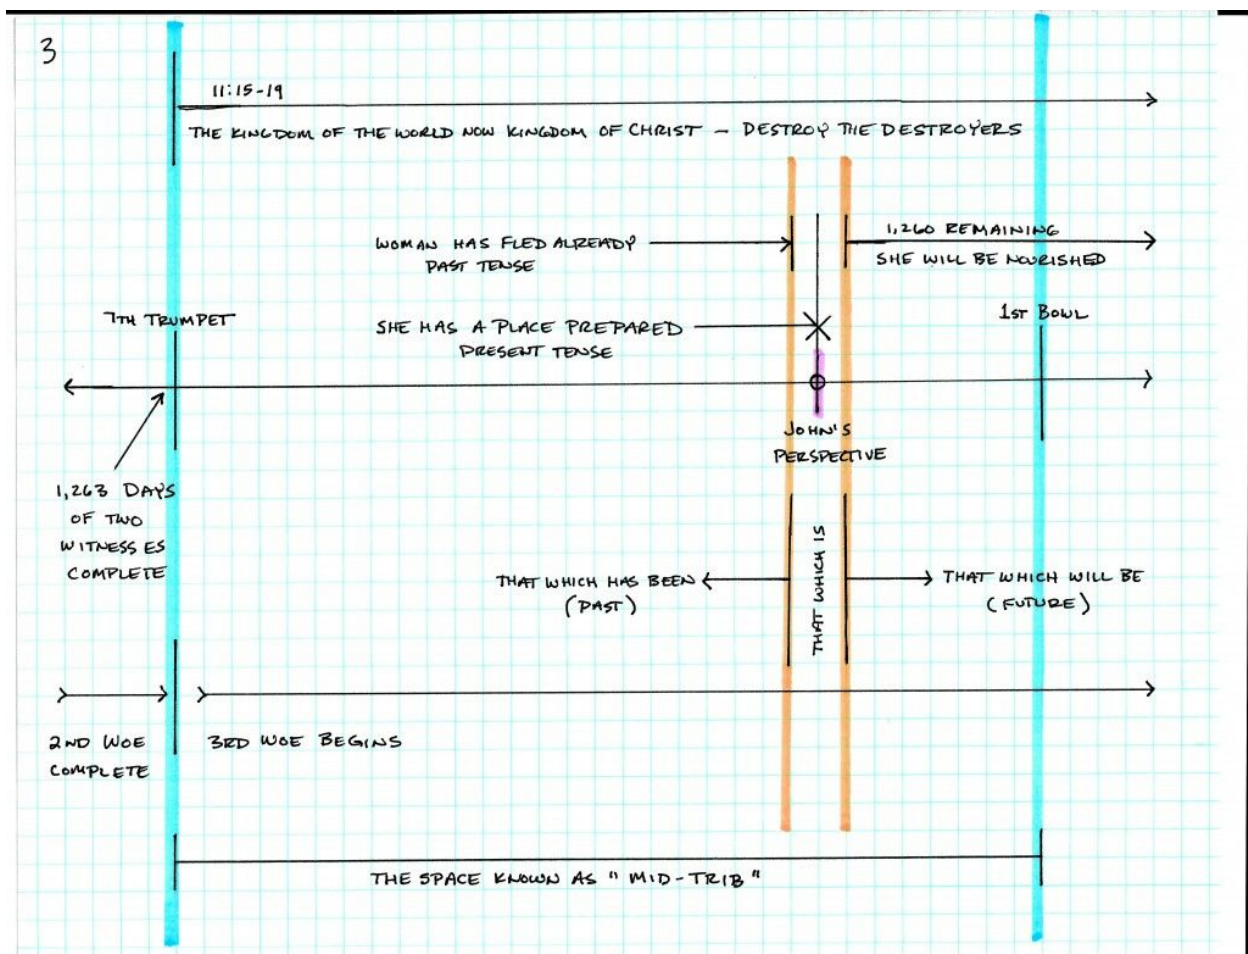 3
11:15-19
THE KINGDOM OF THE WORLD NOW KINGDOM OF CHRIST – DESTROY THE DESTROYERS
WOMAN HAS FLED ALREADY
PAST TENSE
1,260 REMAINING
SHE WILL BE NOURISHED
7TH TRUMPET
SHE HAS A PLACE PREPARED
PRESENT TENSE
1ST BOWL
JOHN'S
PERSPECTIVE
1,263 DAYS
OF TWO
WITNESSES
COMPLETE
THAT WHICH HAS BEEN
(PAST)
THAT WHICH IS
THAT WHICH WILL BE
(FUTURE)
2ND WOE
COMPLETE
3RD WOE BEGINS
THE SPACE KNOWN AS "MID-TRIB"